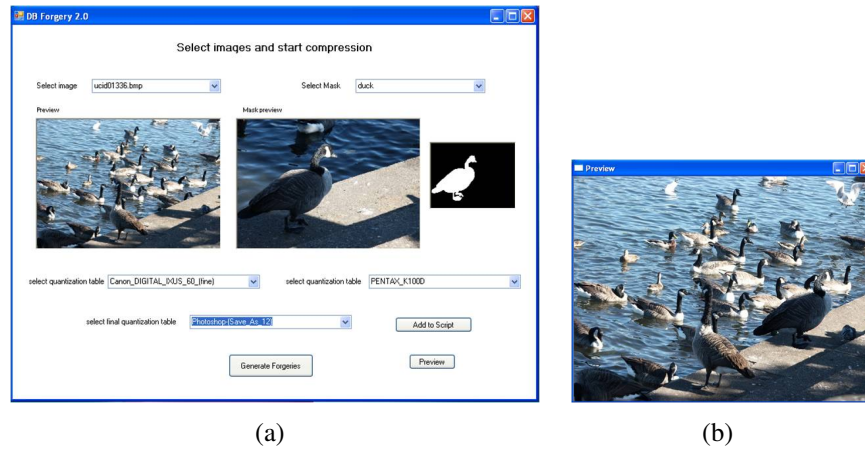 DB Forgery 2.0
Select images and start compression
Select image ucid01336.bmp Select Mask duck
Preview Mask preview
Preview
select quantization table Canon_DIGITAL_IXUS_60_(fine) select quantization table PENTAX_K100D
select final quantization table Photoshop-(Save_As_12) Add to Script
Generate Forgeries Preview
(a) (b)